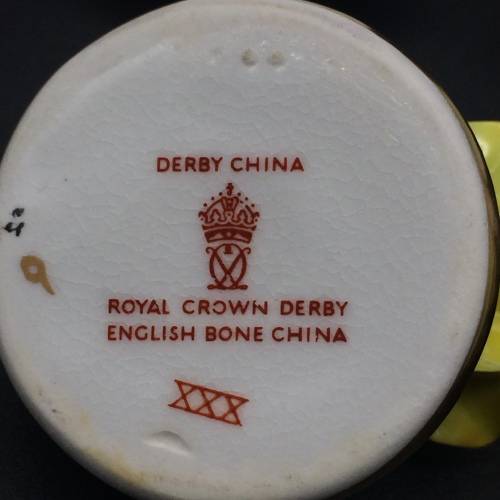 DERBY CHINA
ROYAL CROWN DERBY
ENGLISH BONE CHINA
XXX